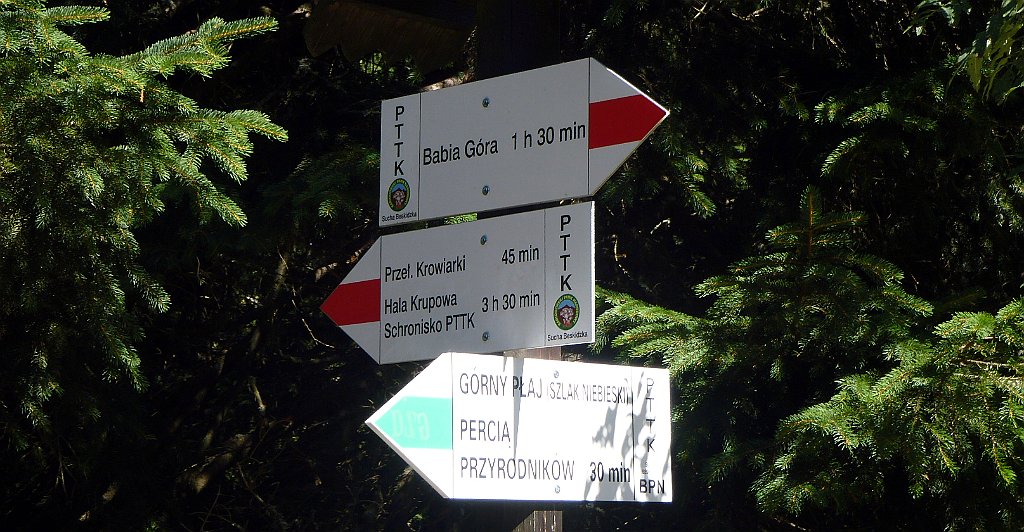 PTTK
Babia Góra 1 h 30 min
Sucha Beskidzka
Przeł. Krowiarki 45 min
Hala Krupowa
Schronisko PTTK 3 h 30 min
PTTK
Sucha Beskidzka
GÓRNY PŁAJ (SZLAK NIEBIESKI)
PERCIĄ
PRZYRODNIKÓW 30 min
PTTK
BPN